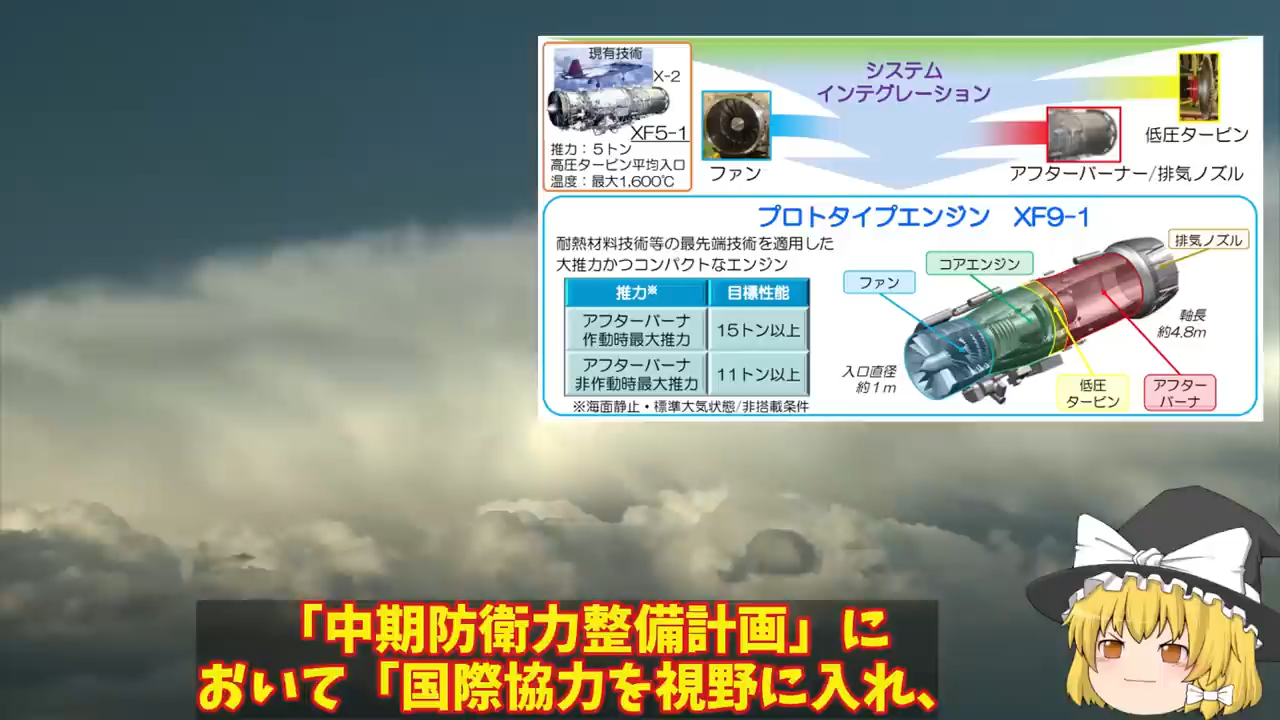 現有技術
X-2
XF5-1
推力：５トン
高圧タービン平均入口
温度：最大1,600℃
ファン
システム
インテグレーション
低圧タービン
アフターバーナー/排気ノズル
プロトタイプエンジン　XF9-1
耐熱材料技術等の最先端技術を適用した
大推力かつコンパクトなエンジン
推力※
目標性能
アフターバーナ
作動時最大推力
15トン以上
アフターバーナ
非作動時最大推力
11トン以上
※海面静止・標準大気状態/非搭載条件
ファン
コアエンジン
排気ノズル
軸長
約4.8m
入口直径
約１m
低圧
タービン
アフター
バーナ
「中期防衛力整備計画」に
おいて「国際協力を視野に入れ、